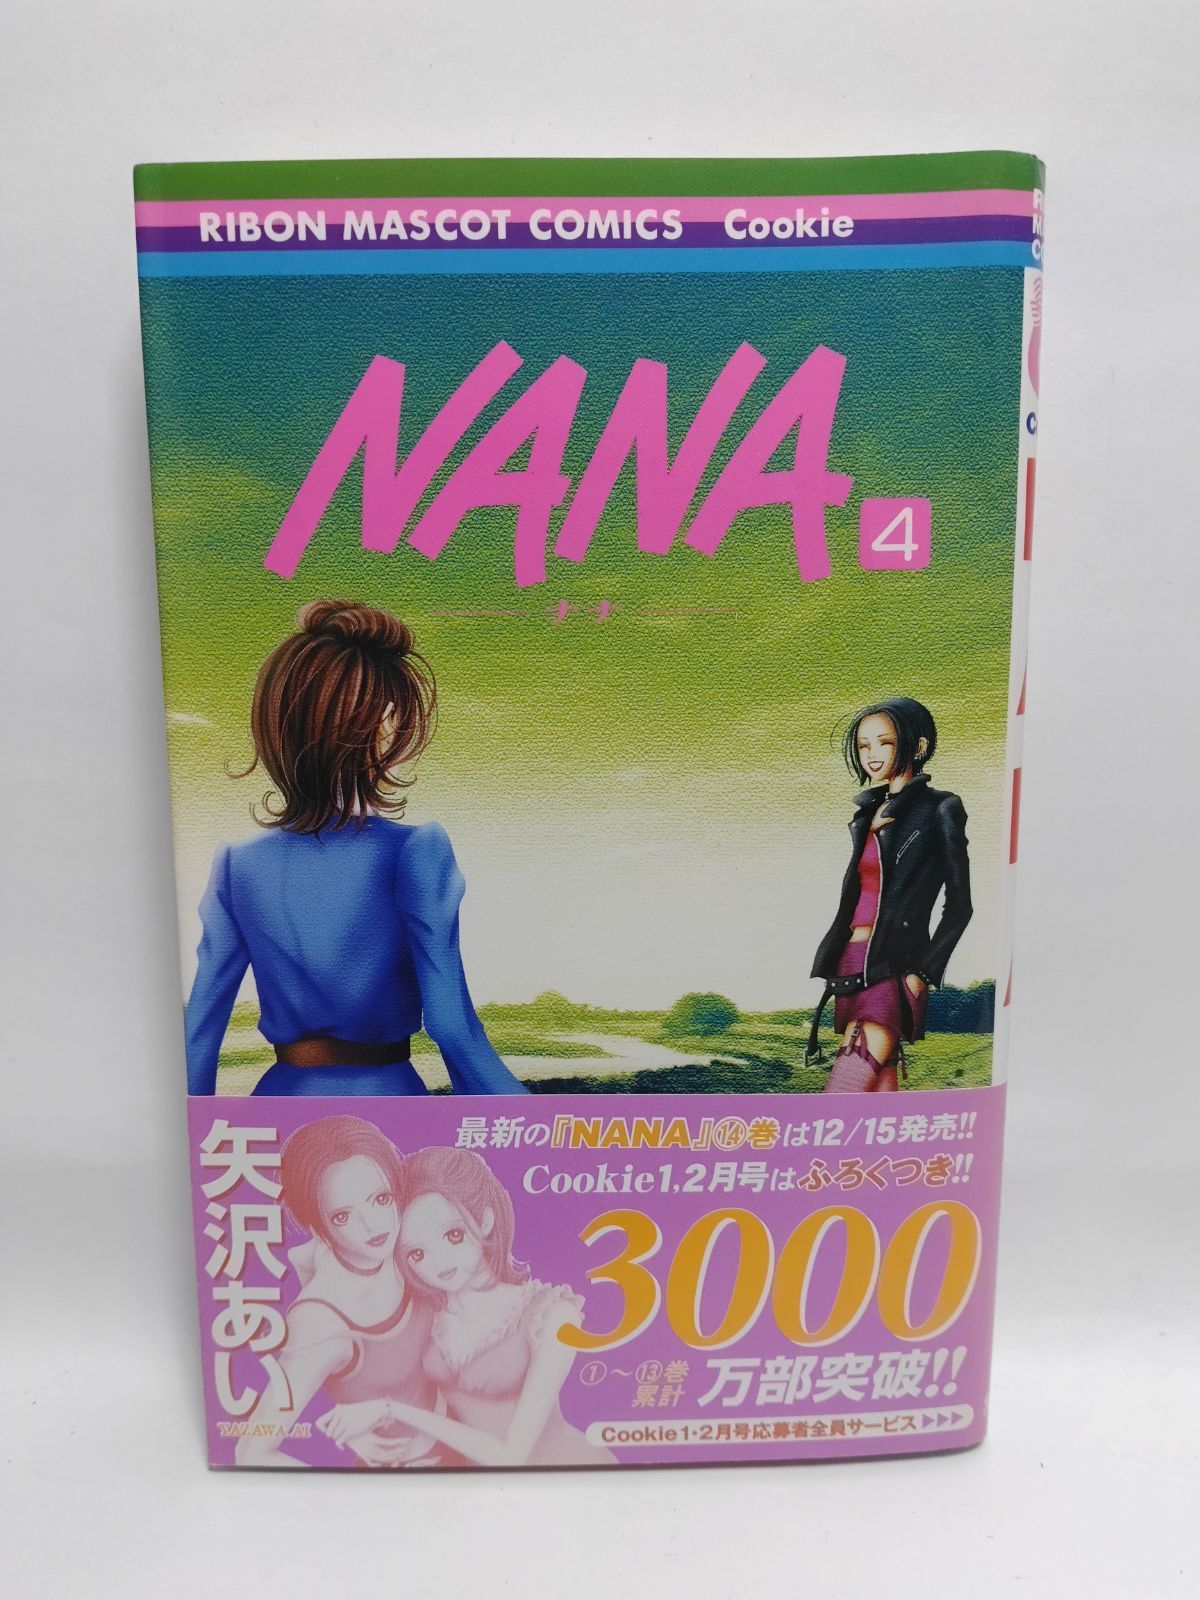 RIBON MASCOT COMICS Cookie
NANA
4
ナナ
矢沢あい
YAZAWA AI
最新の『NANA』⑭巻は12/15発売!!
Cookie1,2月号はふろくつき!!
3000
①〜⑬巻
累計 万部突破!!
Cookie1・2月号応募者全員サービス▶▶▶